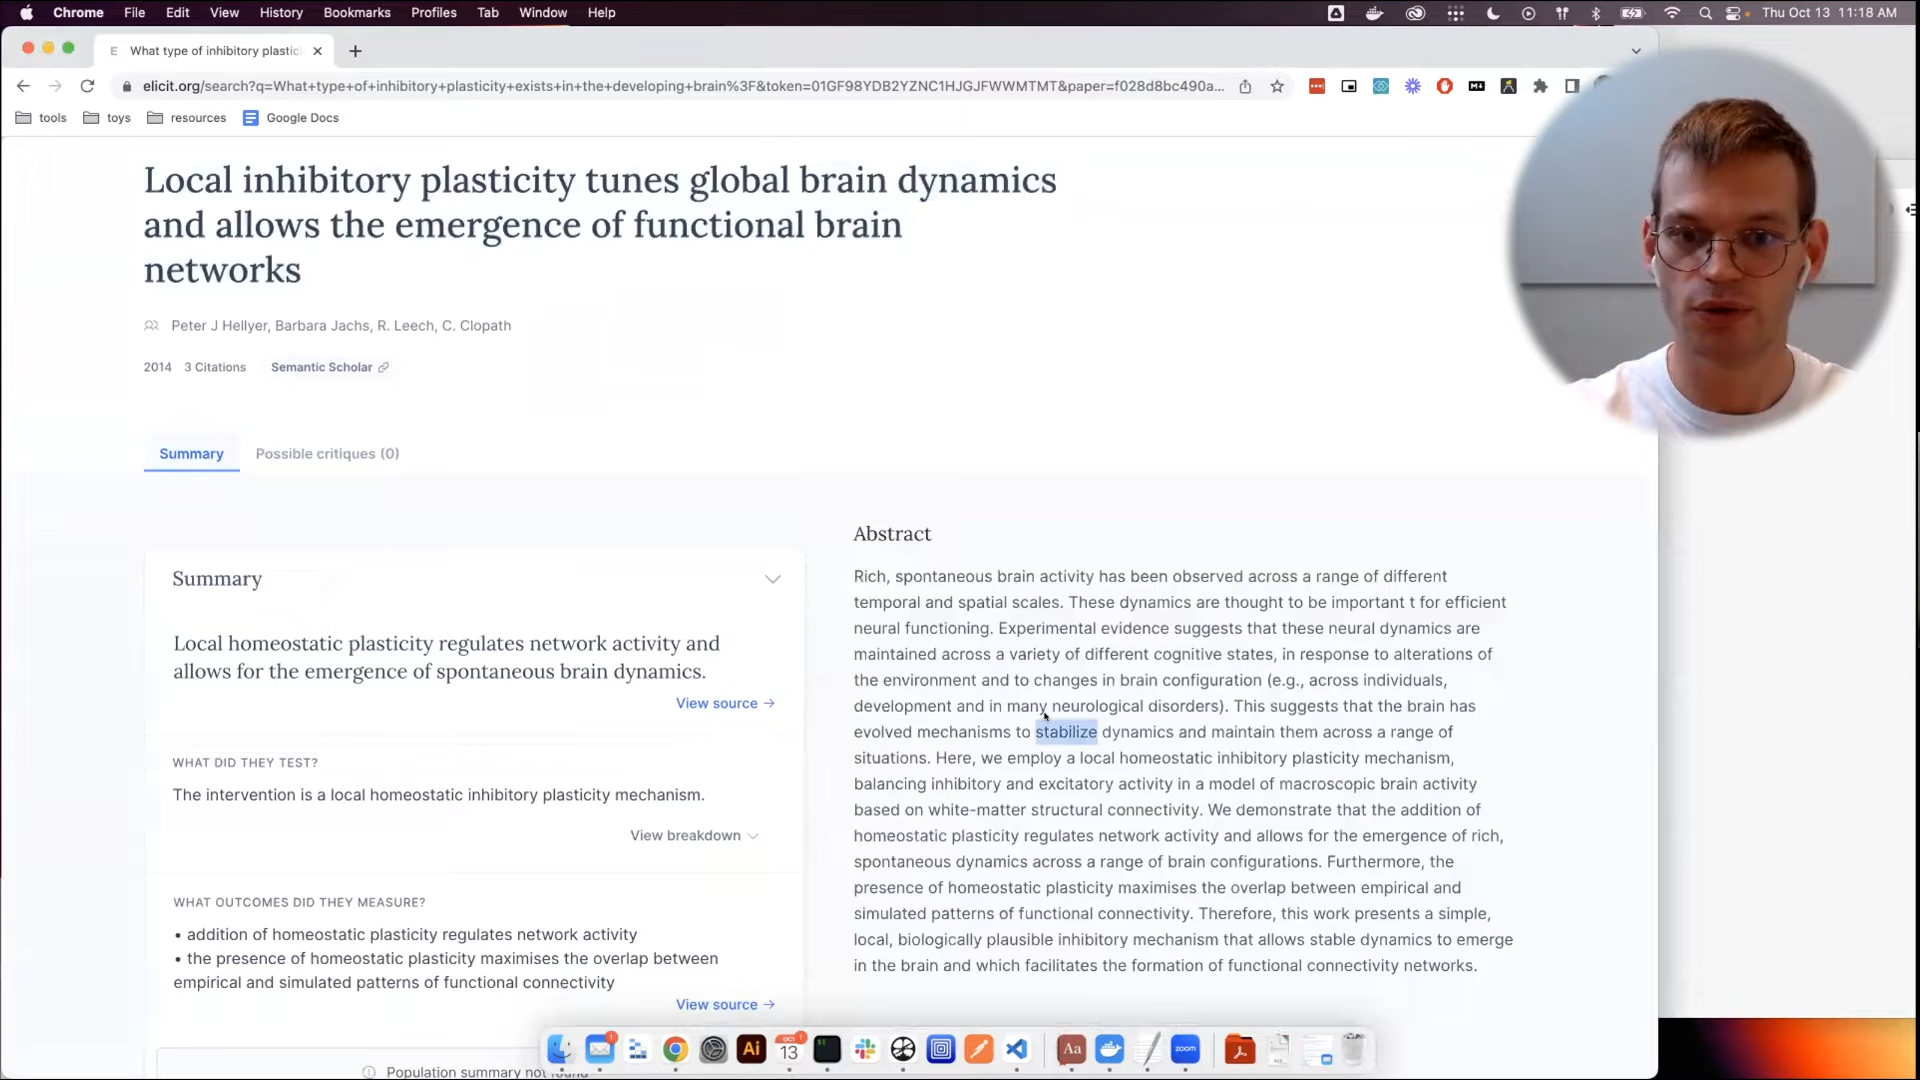 Chrome File Edit View History Bookmarks Profiles Tab Window Help
Thu Oct 13 11:18 AM
E What type of inhibitory plastic
elicit.org/search?q=What+type+of+inhibitory+plasticity+exists+in+the+developing+brain%3F&token=01GF98YDB2YZNC1HJGJFWWMTMT&paper=f028d8bc490a...
tools toys resources Google Docs
Local inhibitory plasticity tunes global brain dynamics
and allows the emergence of functional brain
networks
Peter J Hellyer, Barbara Jachs, R. Leech, C. Clopath
2014 3 Citations Semantic Scholar
Summary Possible critiques (0)
Summary
Local homeostatic plasticity regulates network activity and
allows for the emergence of spontaneous brain dynamics.
View source →
WHAT DID THEY TEST?
The intervention is a local homeostatic inhibitory plasticity mechanism.
View breakdown
WHAT OUTCOMES DID THEY MEASURE?
• addition of homeostatic plasticity regulates network activity
• the presence of homeostatic plasticity maximises the overlap between
empirical and simulated patterns of functional connectivity
View source →
Population summary not found
Abstract
Rich, spontaneous brain activity has been observed across a range of different
temporal and spatial scales. These dynamics are thought to be important t for efficient
neural functioning. Experimental evidence suggests that these neural dynamics are
maintained across a variety of different cognitive states, in response to alterations of
the environment and to changes in brain configuration (e.g., across individuals,
development and in many neurological disorders). This suggests that the brain has
evolved mechanisms to stabilize dynamics and maintain them across a range of
situations. Here, we employ a local homeostatic inhibitory plasticity mechanism,
balancing inhibitory and excitatory activity in a model of macroscopic brain activity
based on white-matter structural connectivity. We demonstrate that the addition of
homeostatic plasticity regulates network activity and allows for the emergence of rich,
spontaneous dynamics across a range of brain configurations. Furthermore, the
presence of homeostatic plasticity maximises the overlap between empirical and
simulated patterns of functional connectivity. Therefore, this work presents a simple,
local, biologically plausible inhibitory mechanism that allows stable dynamics to emerge
in the brain and which facilitates the formation of functional connectivity networks.
1
Ai
OCT
13
1
Aa
zoom